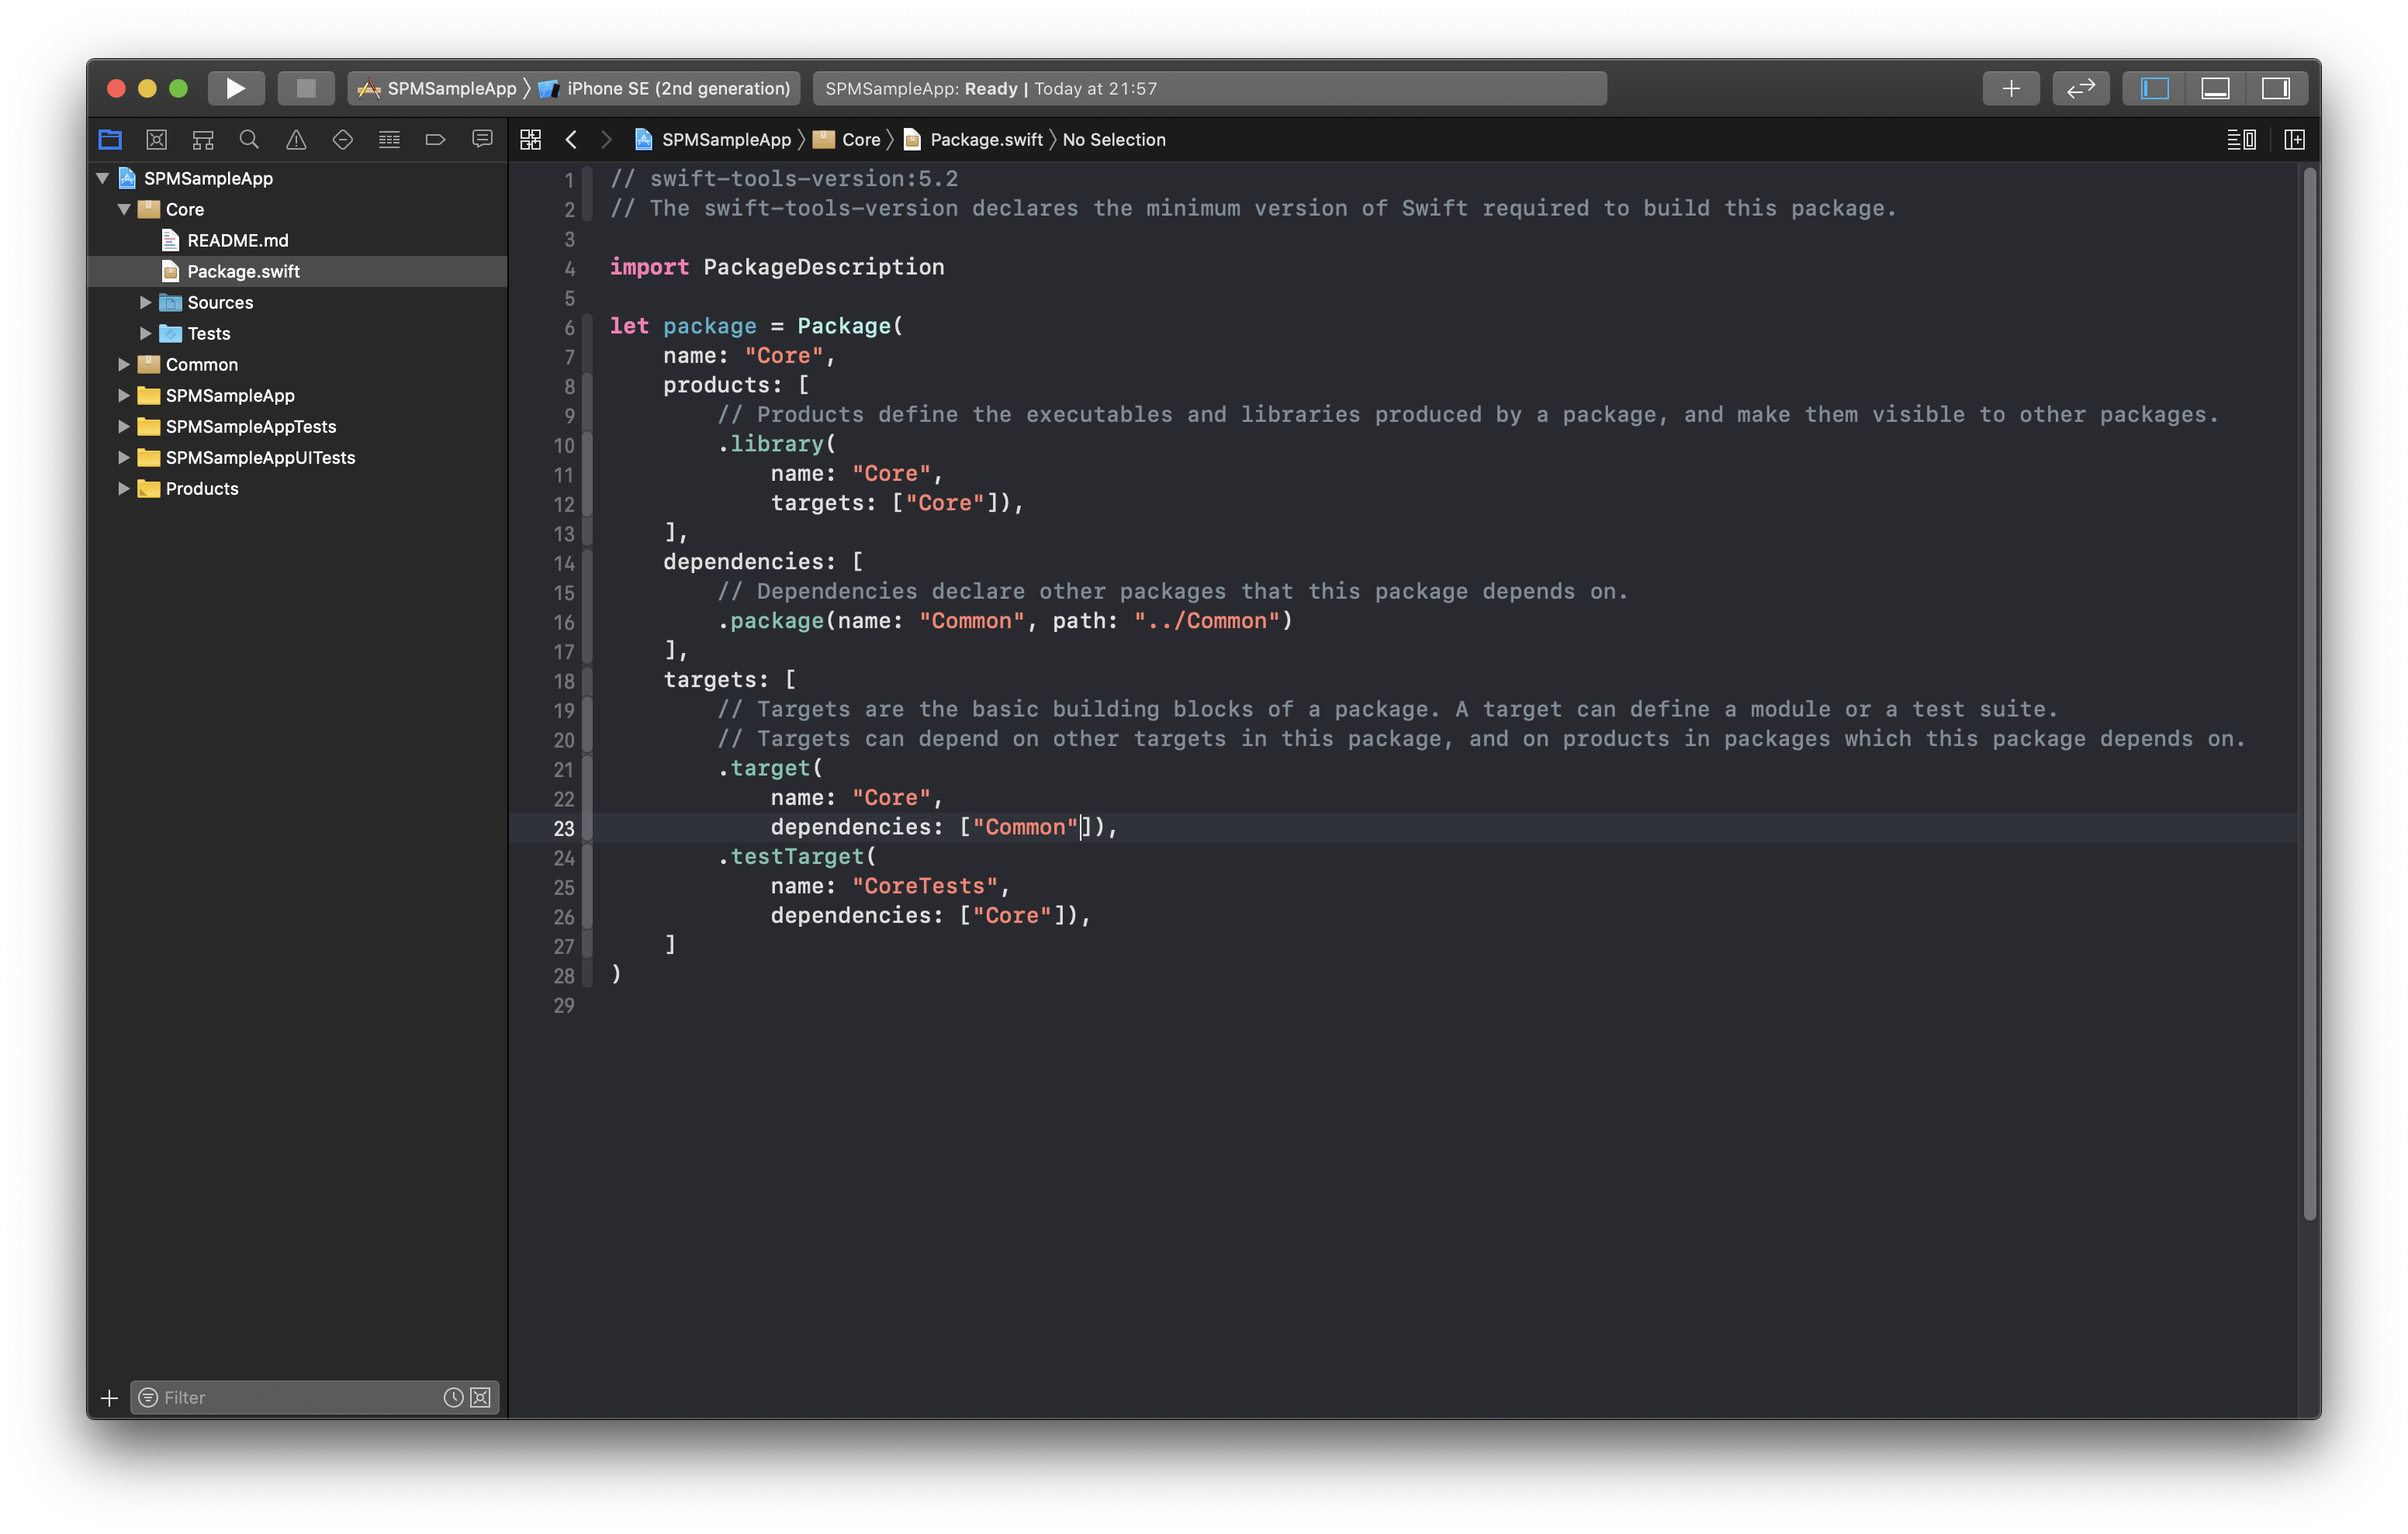 SPMSampleApp 〉 iPhone SE (2nd generation)
SPMSampleApp: Ready | Today at 21:57
SPMSampleApp 〉 Core 〉 Package.swift 〉 No Selection
SPMSampleApp
Core
README.md
Package.swift
Sources
Tests
Common
SPMSampleApp
SPMSampleAppTests
SPMSampleAppUITests
Products
Filter
1 // swift-tools-version:5.2
2 // The swift-tools-version declares the minimum version of Swift required to build this package.
3
4 import PackageDescription
5
6 let package = Package(
7     name: "Core",
8     products: [
9         // Products define the executables and libraries produced by a package, and make them visible to other packages.
10         .library(
11             name: "Core",
12             targets: ["Core"]),
13     ],
14     dependencies: [
15         // Dependencies declare other packages that this package depends on.
16         .package(name: "Common", path: "../Common")
17     ],
18     targets: [
19         // Targets are the basic building blocks of a package. A target can define a module or a test suite.
20         // Targets can depend on other targets in this package, and on products in packages which this package depends on.
21         .target(
22             name: "Core",
23             dependencies: ["Common"]),
24         .testTarget(
25             name: "CoreTests",
26             dependencies: ["Core"]),
27     ]
28 )
29